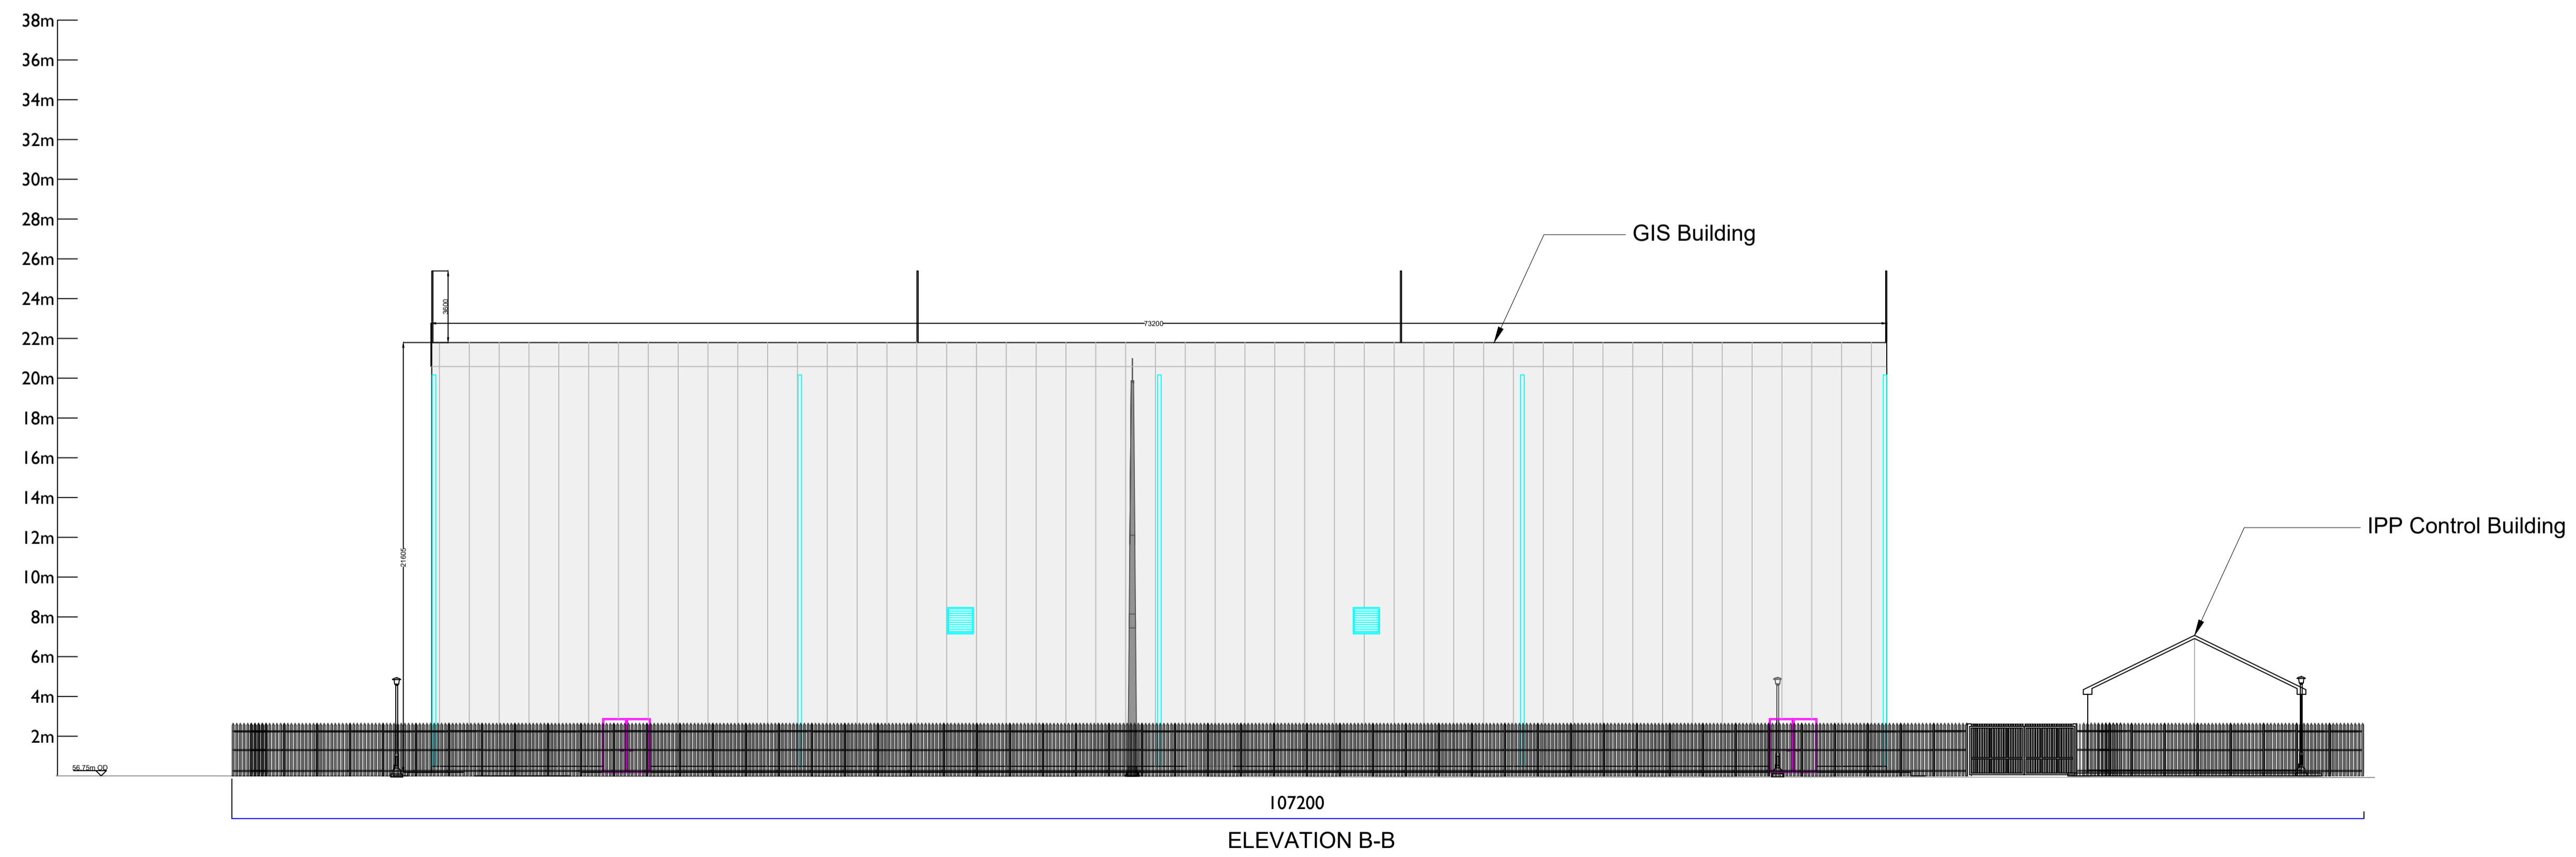 38m
36m
34m
32m
30m
28m
26m
24m
22m
20m
18m
16m
14m
12m
10m
8m
6m
4m
2m
GIS Building
3600
73200
21605
IPP Control Building
56.75m OD
107200
ELEVATION B-B